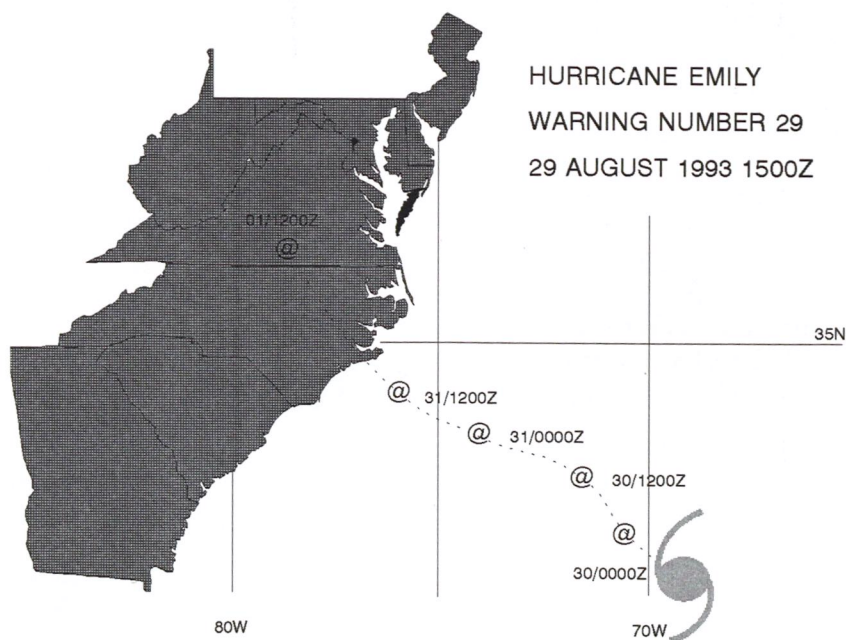 HURRICANE EMILY
WARNING NUMBER 29
29 AUGUST 1993 1500Z
01/1200Z
@
35N
@ 31/1200Z
@ 31/0000Z
@ 30/1200Z
@
30/0000Z
80W
70W